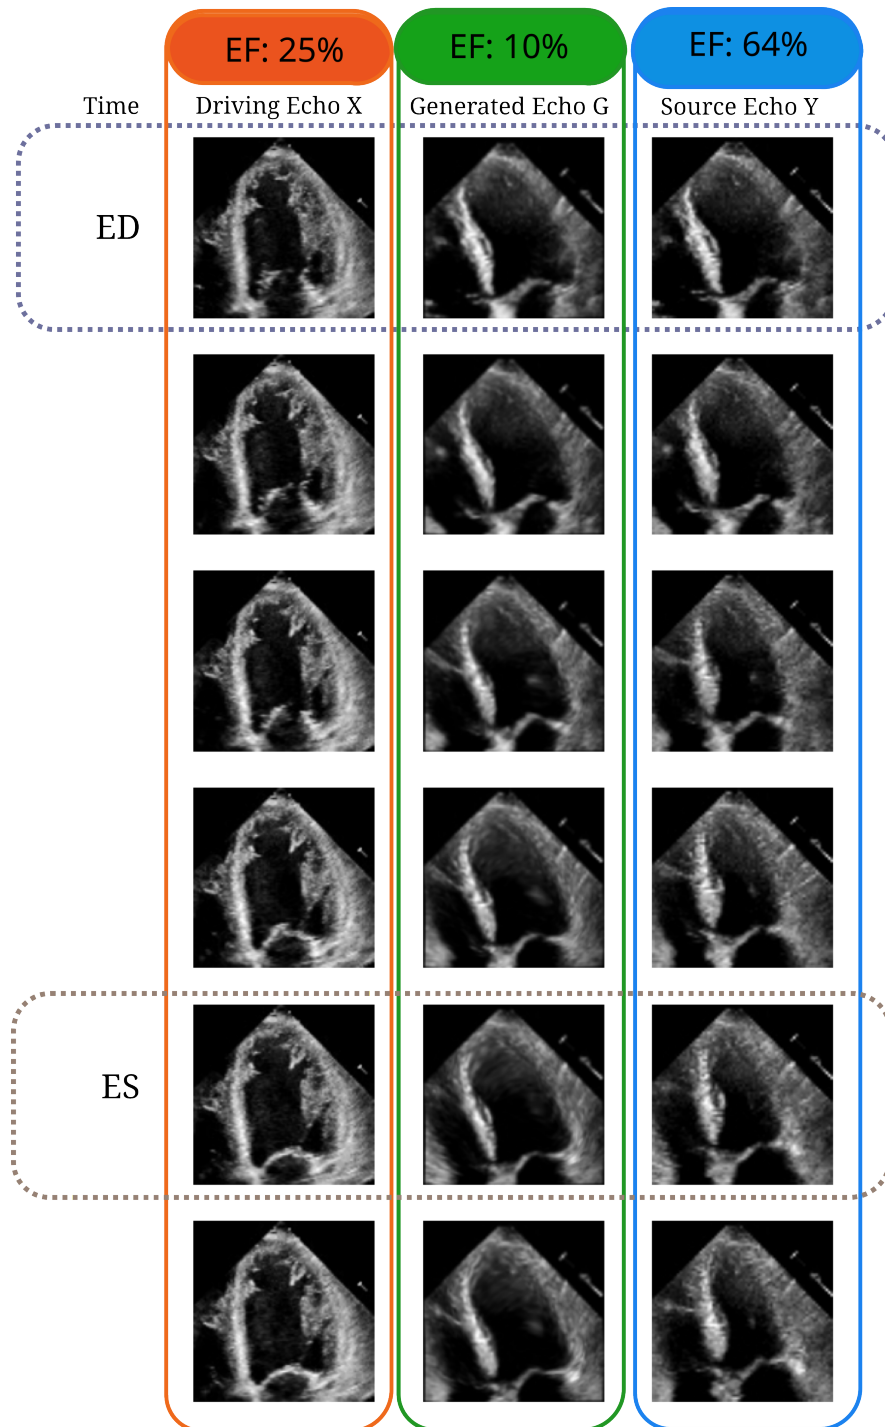 EF: 25% EF: 10% EF: 64%
Time Driving Echo X Generated Echo G Source Echo Y
ED
ES